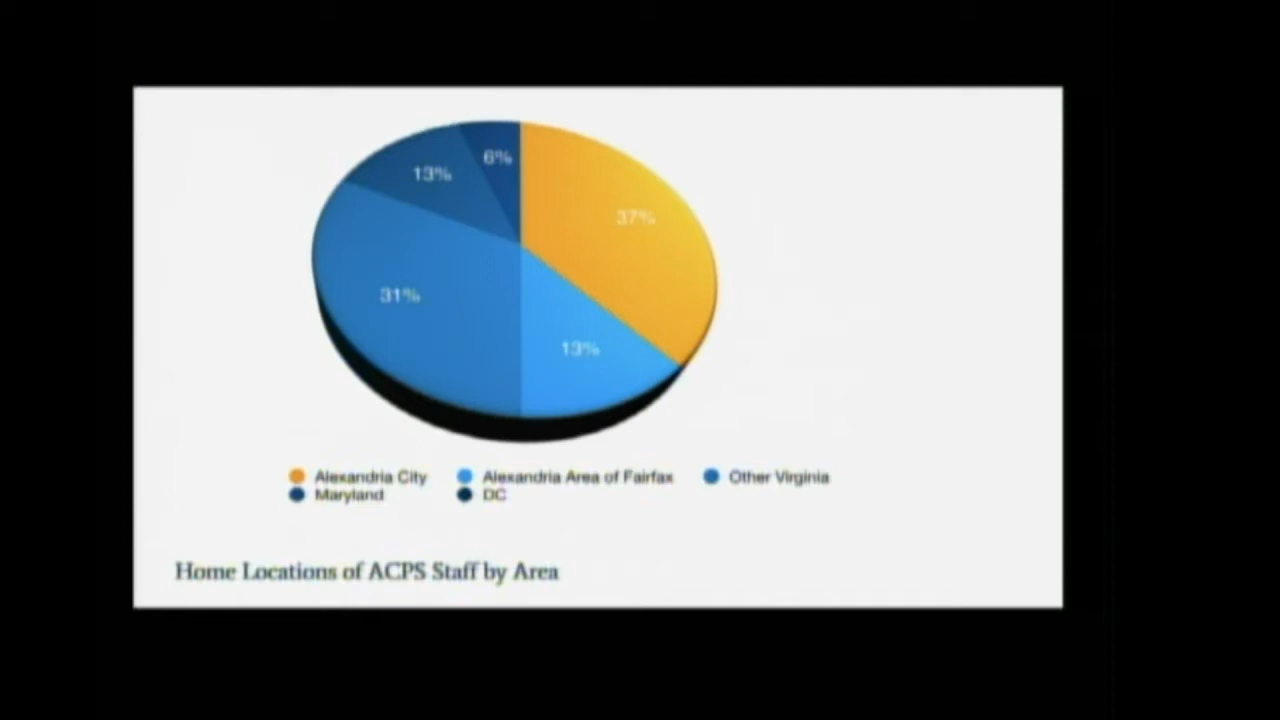 6%
13%
37%
31%
13%
Alexandria City Alexandria Area of Fairfax Other Virginia
Maryland DC
Home Locations of ACPS Staff by Area